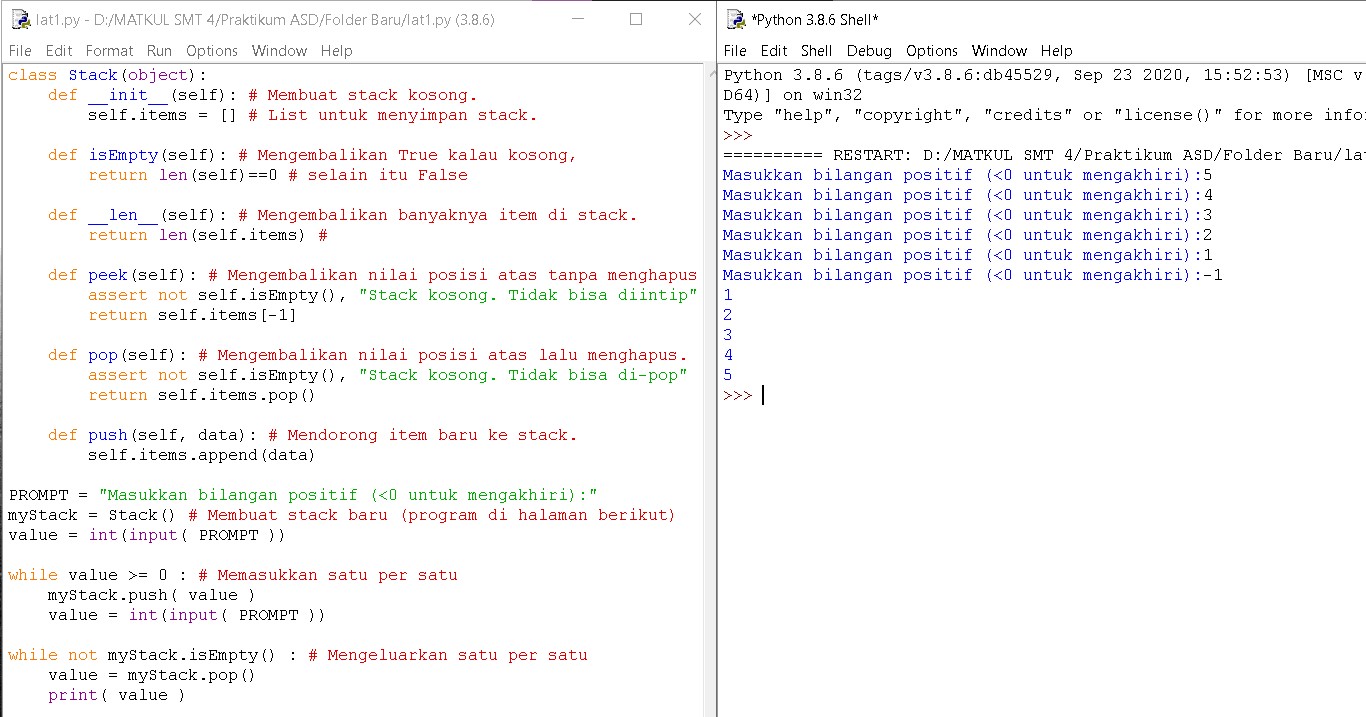 lat1.py - D:/MATKUL SMT 4/Praktikum ASD/Folder Baru/lat1.py (3.8.6)
File Edit Format Run Options Window Help
class Stack(object):
    def __init__(self): # Membuat stack kosong.
        self.items = [] # List untuk menyimpan stack.

    def isEmpty(self): # Mengembalikan True kalau kosong,
        return len(self)==0 # selain itu False

    def __len__(self): # Mengembalikan banyaknya item di stack.
        return len(self.items) #

    def peek(self): # Mengembalikan nilai posisi atas tanpa menghapus
        assert not self.isEmpty(), "Stack kosong. Tidak bisa diintip"
        return self.items[-1]

    def pop(self): # Mengembalikan nilai posisi atas lalu menghapus.
        assert not self.isEmpty(), "Stack kosong. Tidak bisa di-pop"
        return self.items.pop()

    def push(self, data): # Mendorong item baru ke stack.
        self.items.append(data)

PROMPT = "Masukkan bilangan positif (<0 untuk mengakhiri):"
myStack = Stack() # Membuat stack baru (program di halaman berikut)
value = int(input( PROMPT ))

while value >= 0 : # Memasukkan satu per satu
    myStack.push( value )
    value = int(input( PROMPT ))

while not myStack.isEmpty() : # Mengeluarkan satu per satu
    value = myStack.pop()
    print( value )
*Python 3.8.6 Shell*
File Edit Shell Debug Options Window Help
Python 3.8.6 (tags/v3.8.6:db45529, Sep 23 2020, 15:52:53) [MSC v
D64)] on win32
Type "help", "copyright", "credits" or "license()" for more info
>>>
========== RESTART: D:/MATKUL SMT 4/Praktikum ASD/Folder Baru/la
Masukkan bilangan positif (<0 untuk mengakhiri):5
Masukkan bilangan positif (<0 untuk mengakhiri):4
Masukkan bilangan positif (<0 untuk mengakhiri):3
Masukkan bilangan positif (<0 untuk mengakhiri):2
Masukkan bilangan positif (<0 untuk mengakhiri):1
Masukkan bilangan positif (<0 untuk mengakhiri):-1
1
2
3
4
5
>>>